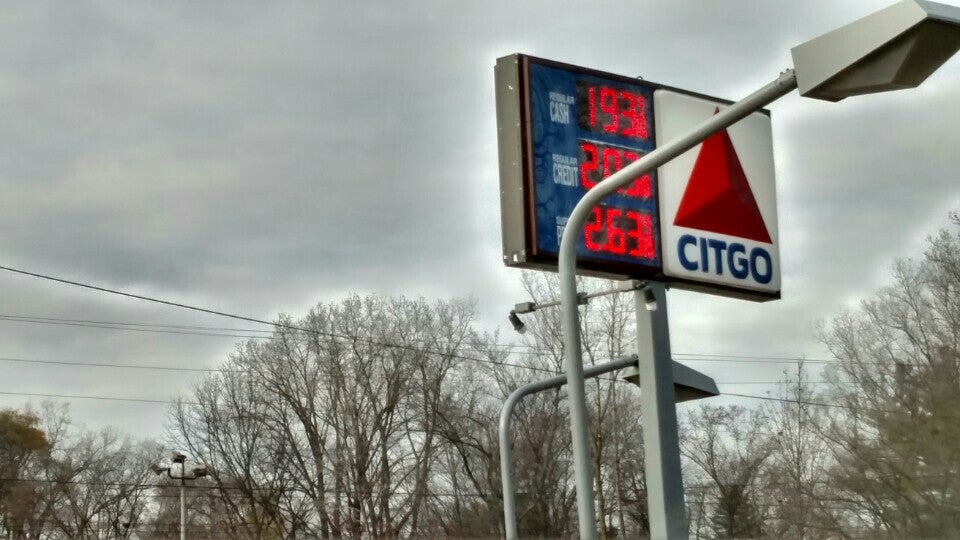 REGULAR
CASH
1.93
REGULAR
CREDIT
2.03
2.63
CITGO